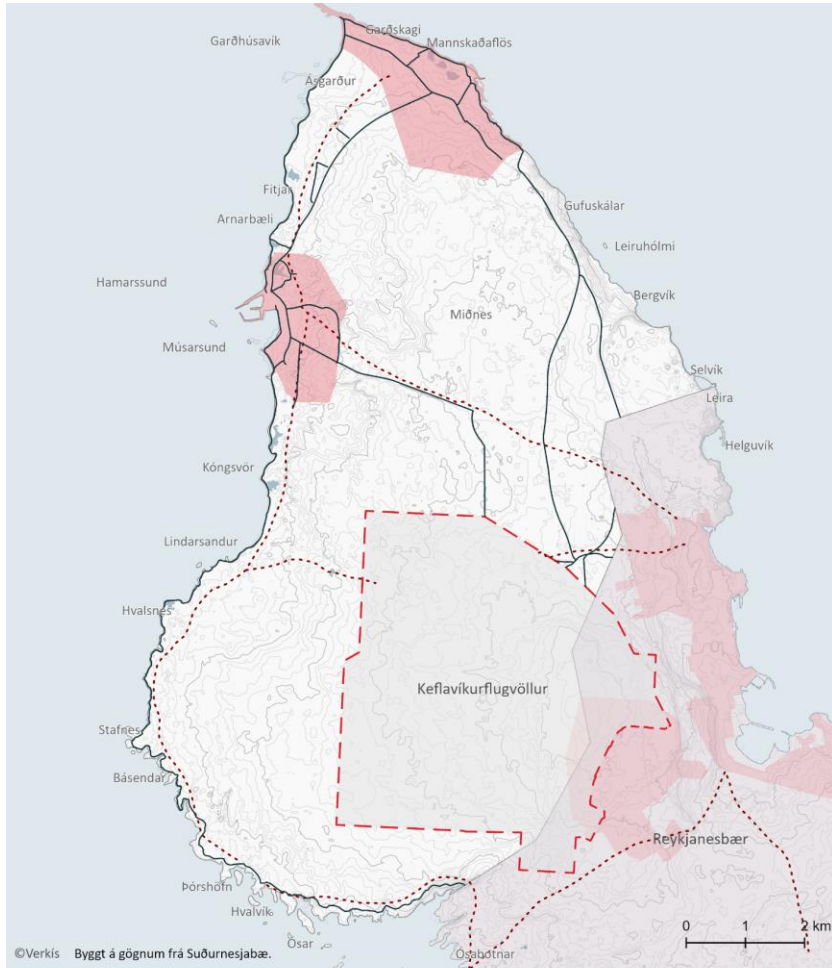 Garðskagi
Garðhúsavík
Mannskaðaflös
Ásgarður
Fitjar
Gufuskálar
Arnarbæli
Leiruhólmi
Hamarssund
Bergvík
Miðnes
Músarsund
Selvík
Leira
Helguvík
Kóngsvör
Lindarsandur
Hvalsnes
Keflavíkurflugvöllur
Stafnes
Básendar
Reykjanesbær
Þórshöfn
Hvalvík
Ósar
Ósabotnar
0 1 2 km
©Verkís Byggt á gögnum frá Suðurnesjabæ.